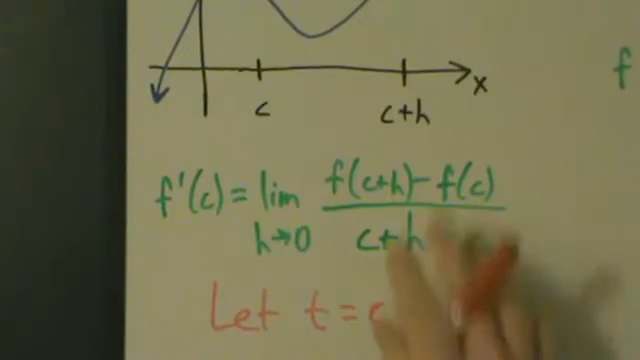 x
c c+h
f
f'(c) = lim f(c+h) - f(c)
h→0 c+h
Let t =